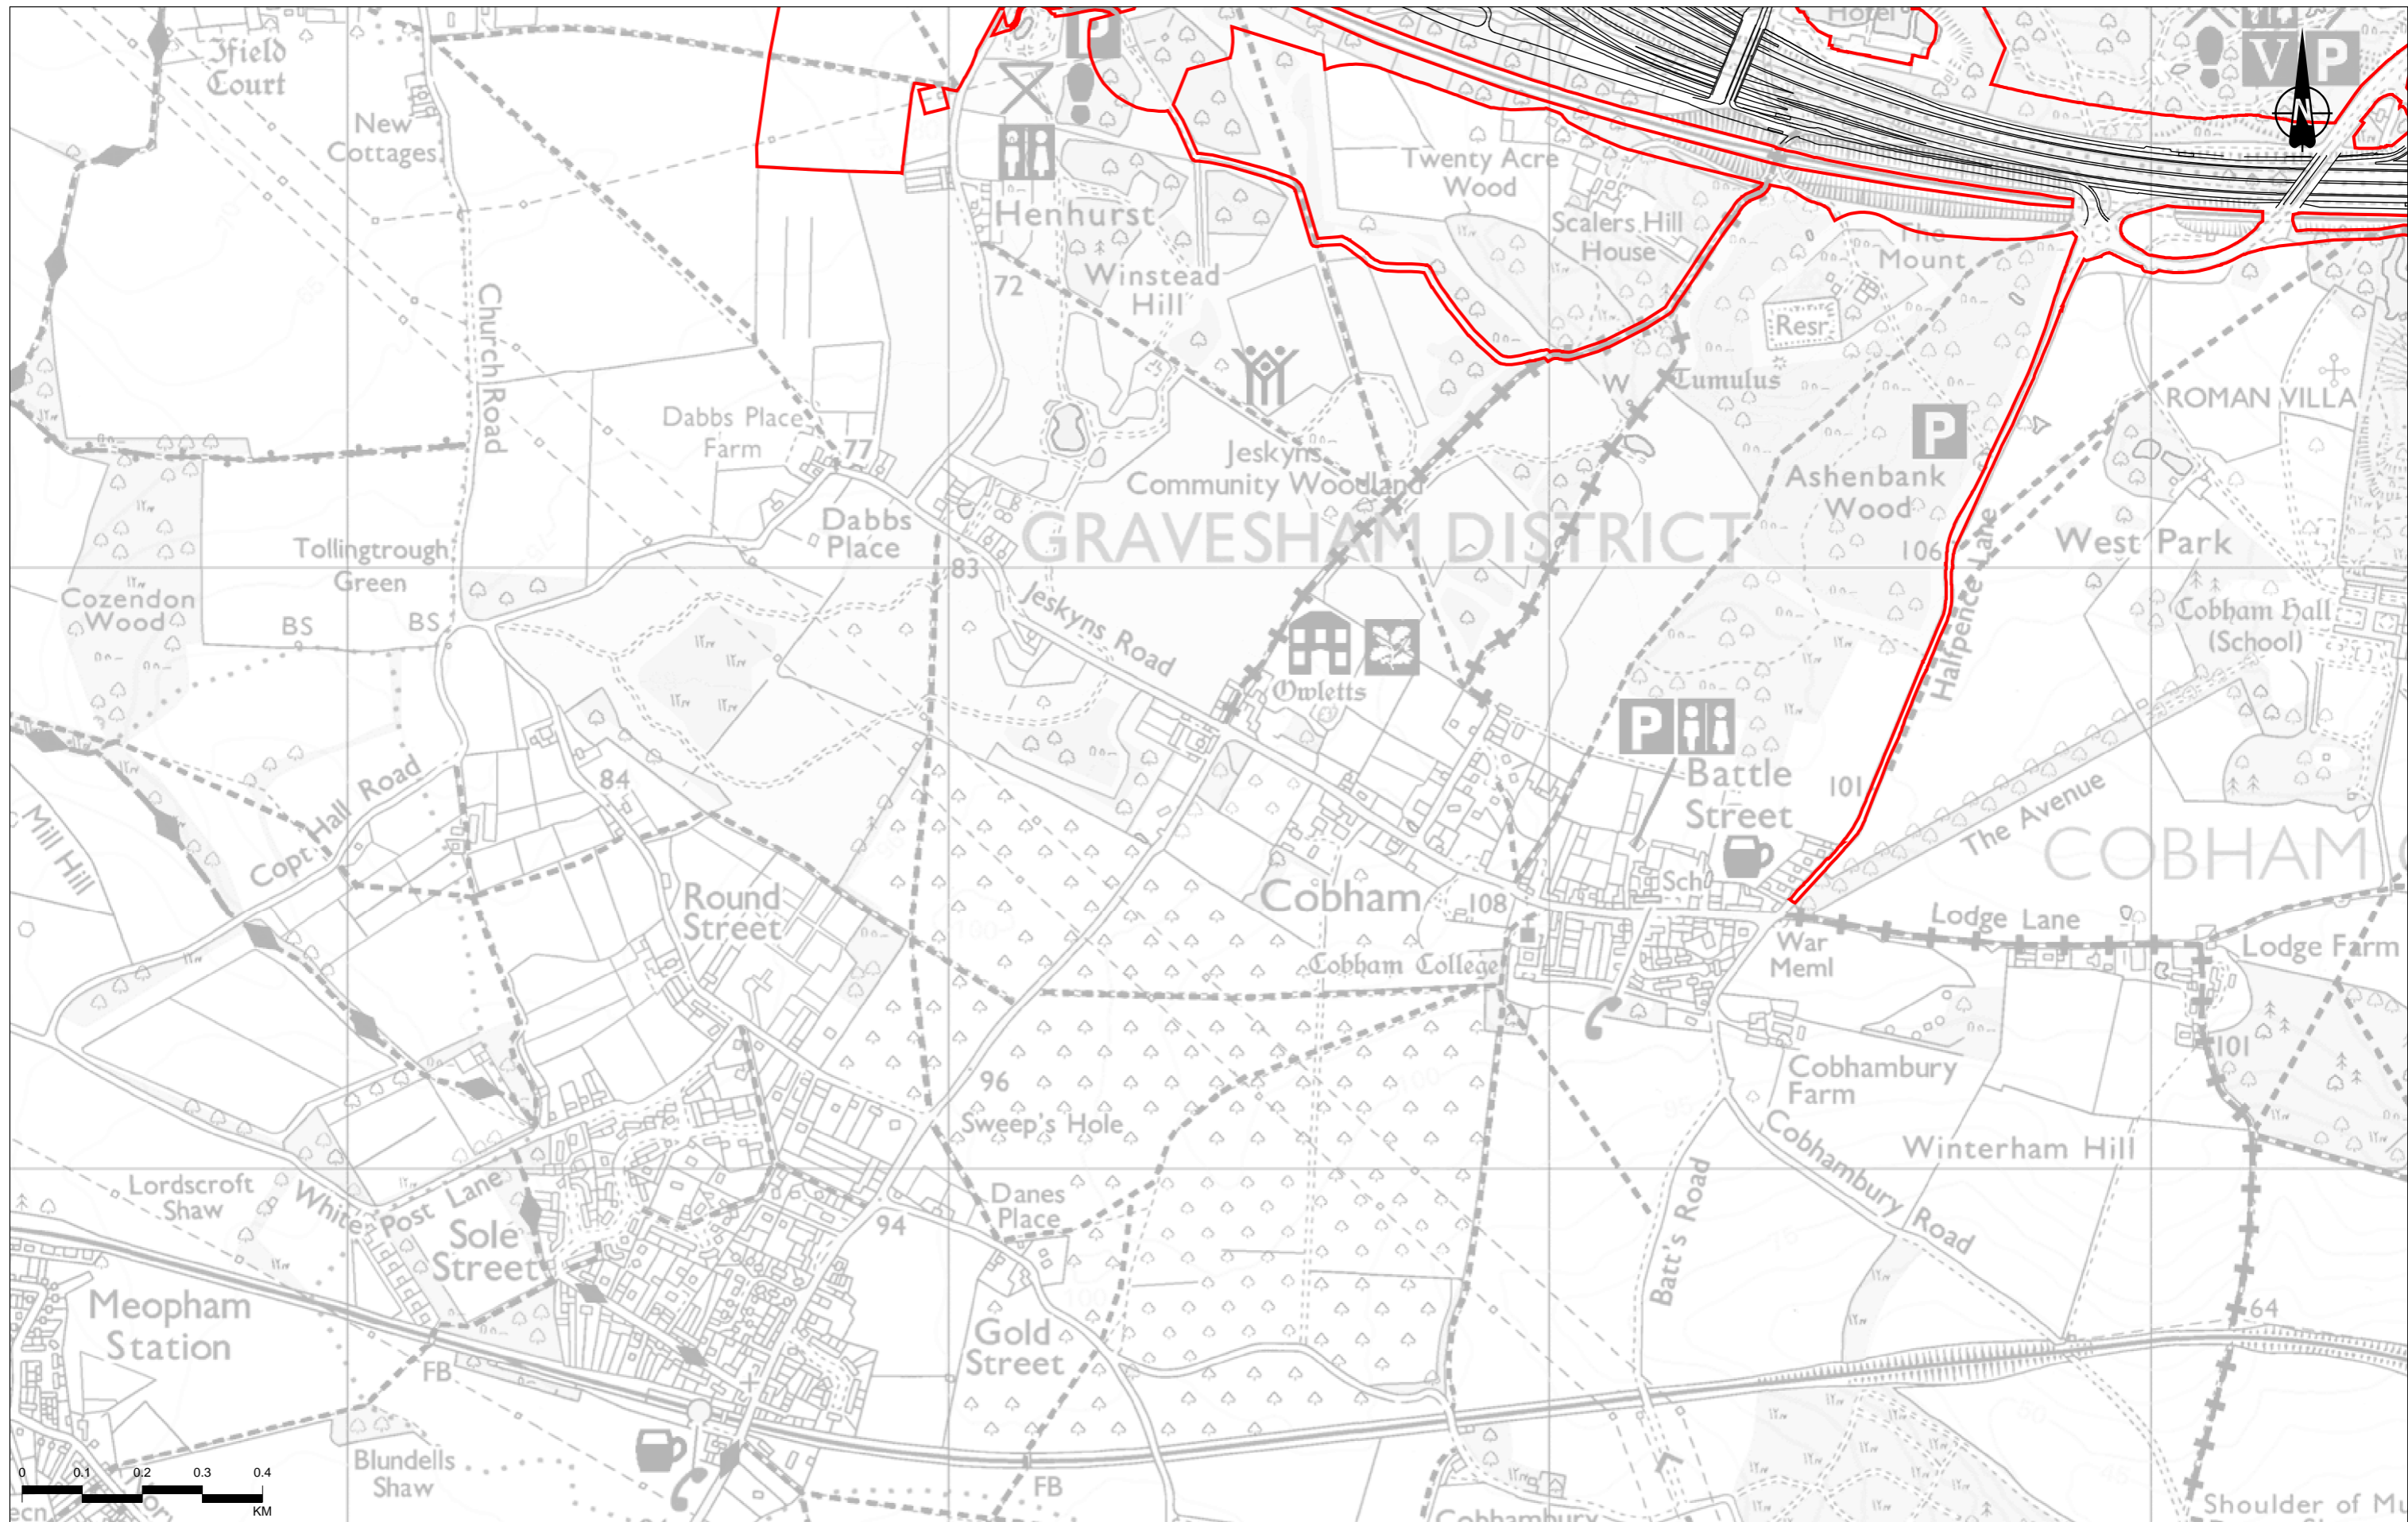 Ifield
Court
P
Hotel
V P
N
New
Cottages
Twenty Acre
Wood
Henhurst
Scalers Hill
House
The
Mount
72
Winstead
Hill
Church Road
Resr
W
Tumulus
ROMAN VILLA
Dabbs Place
Farm
77
P
Jeskyns
Community Woodland
Ashenbank
Wood
Dabbs
Place
GRAVESHAM DISTRICT
106
West Park
Tollingtrough
Green
83
Cozendon
Wood
BS
BS
Jeskyns Road
Halfpence Lane
Cobham Hall
(School)
Owletts
P
84
Battle
Street
101
Mill Hill
Copt Hall Road
The Avenue
COBHAM
Round
Street
Cobham
108
Sch
Lodge Lane
War
Meml
Lodge Farm
Cobham College
101
96
Cobhambury
Farm
Sweep's Hole
Cobhambury Road
Winterham Hill
Lordscroft
Shaw
White Post Lane
Danes
Place
Batt's Road
Sole
Street
94
Meopham
Station
Gold
Street
64
FB
Blundells
Shaw
FB
0 0.1 0.2 0.3 0.4
KM
Cobhambury
Shoulder of Mu